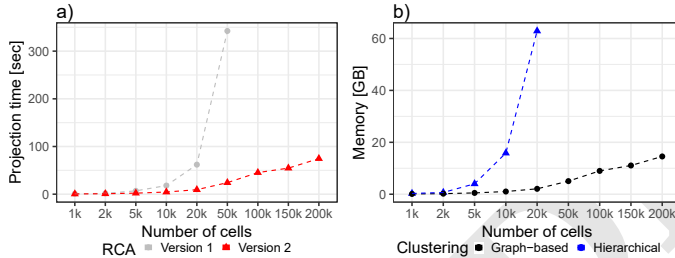 a)
Projection time [sec]
300
200
100
0
1k 2k 5k 10k 20k 50k 100k 150k 200k
Number of cells
RCA Version 1 Version 2
b)
Memory [GB]
60
40
20
0
1k 2k 5k 10k 20k 50k 100k 150k 200k
Number of cells
Clustering Graph−based Hierarchical